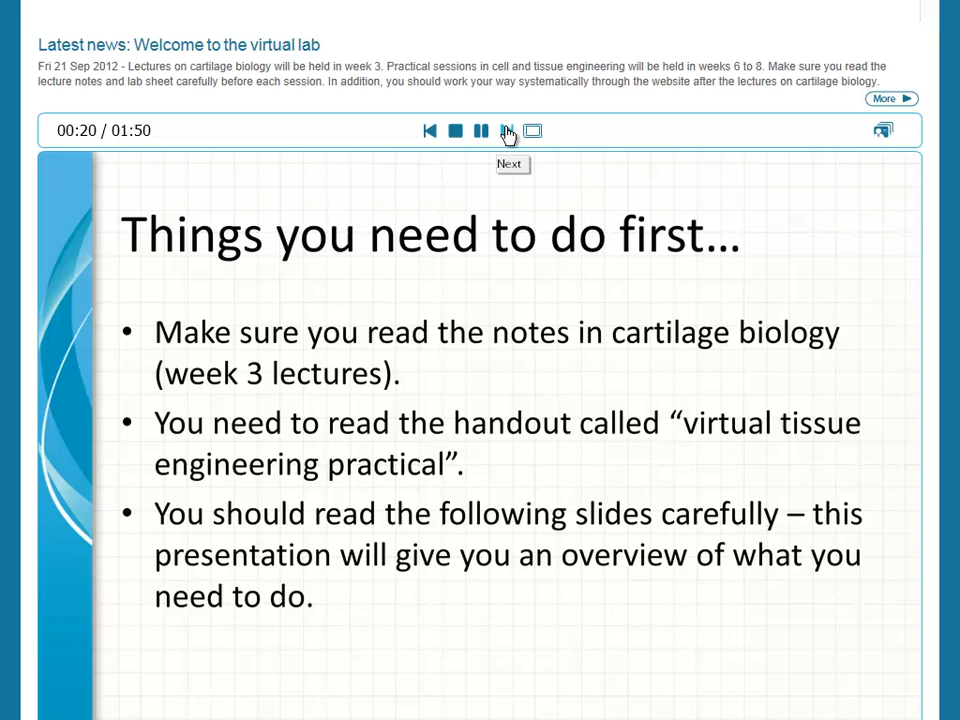 Latest news: Welcome to the virtual lab
Fri 21 Sep 2012 - Lectures on cartilage biology will be held in week 3. Practical sessions in cell and tissue engineering will be held in weeks 6 to 8. Make sure you read the
lecture notes and lab sheet carefully before each session. In addition, you should work your way systematically through the website after the lectures on cartilage biology.
More
00:20 / 01:50
Next
Things you need to do first…
• Make sure you read the notes in cartilage biology
(week 3 lectures).
• You need to read the handout called “virtual tissue
engineering practical”.
• You should read the following slides carefully – this
presentation will give you an overview of what you
need to do.